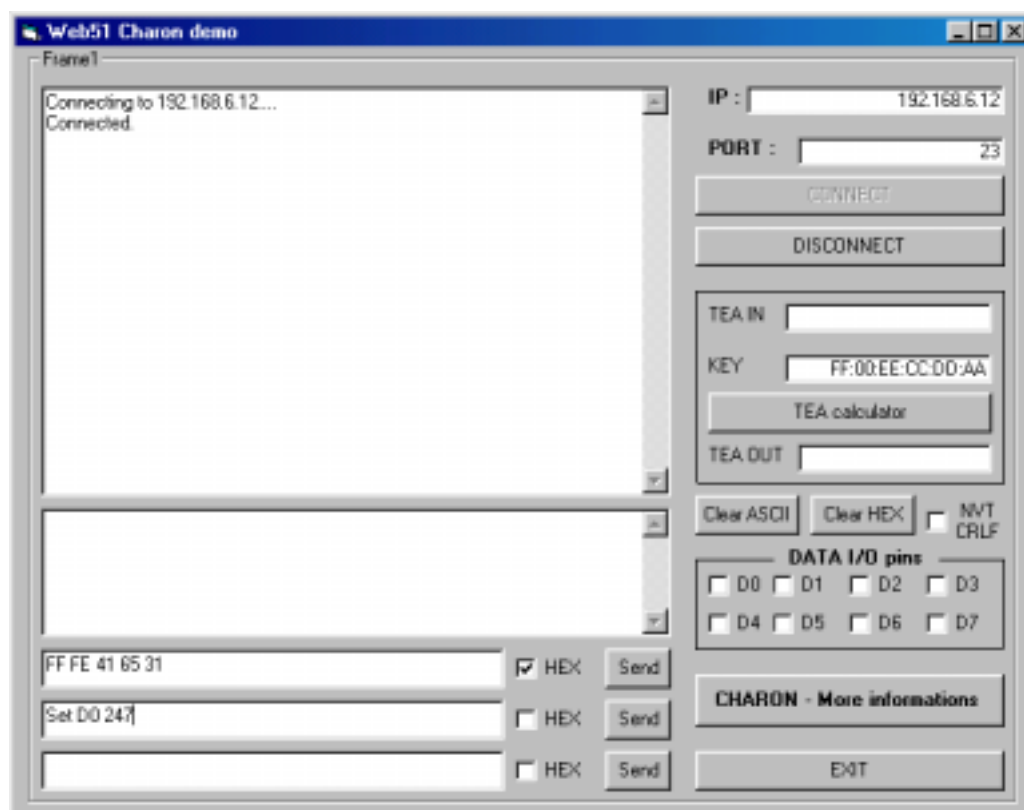 Web51 Charon demo
Frame1
Connecting to 192.168.6.12....
Connected.
IP : 192.168.6.12
PORT : 23
CONNECT
DISCONNECT
TEA IN
KEY FF:00:EE:CC:DD:AA
TEA calculator
TEA OUT
Clear ASCII Clear HEX NVT CRLF
DATA I/O pins
D0 D1 D2 D3
D4 D5 D6 D7
FF FE 41 65 31 HEX Send
Set D0 247 HEX Send
HEX Send
CHARON - More informations
EXIT